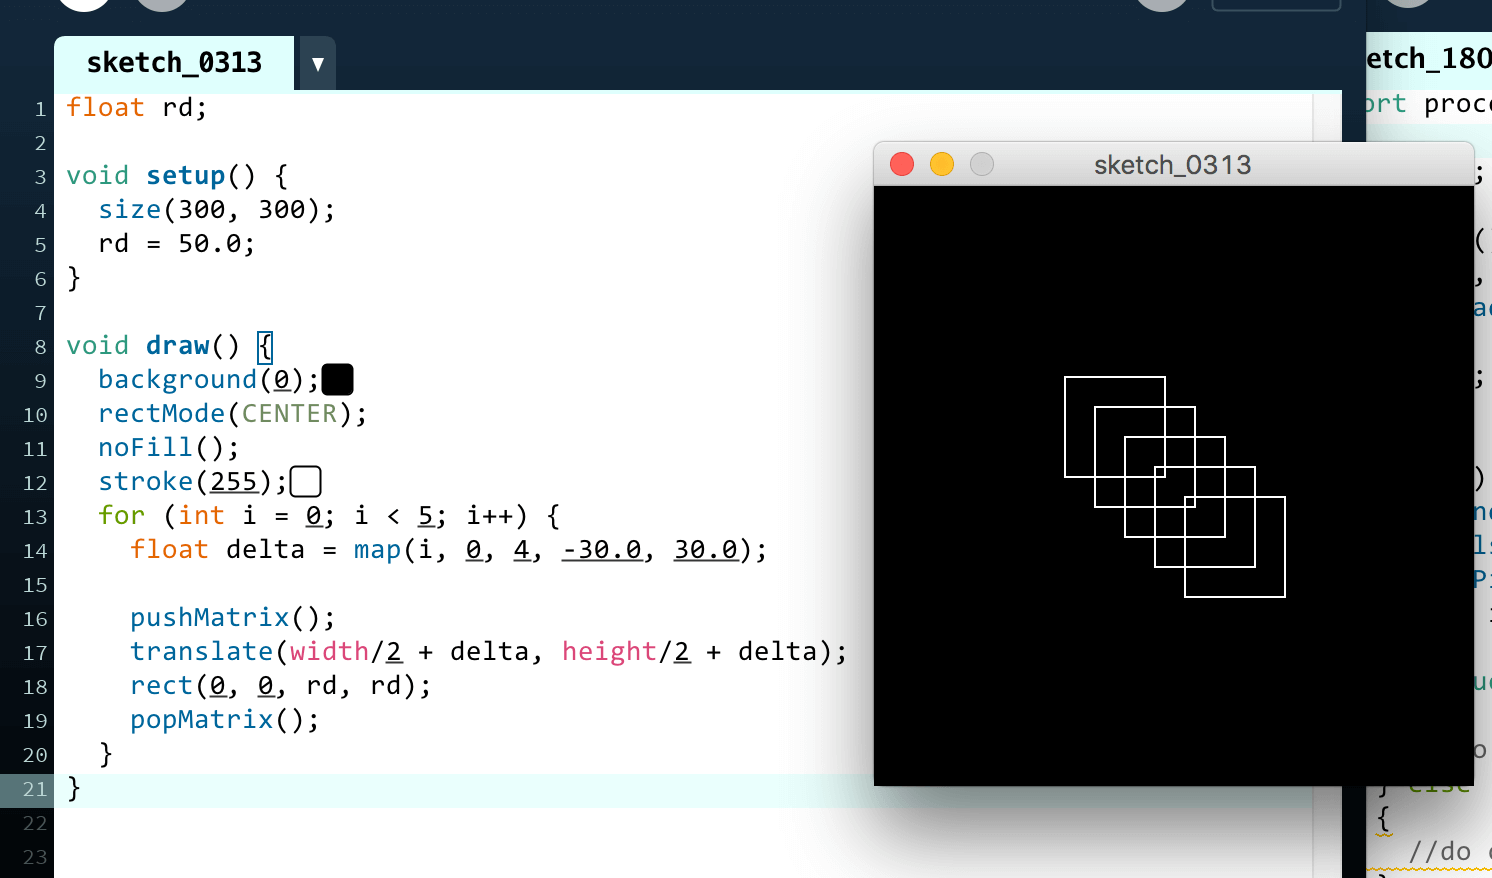 sketch_0313 ▼
1 float rd;
2
3 void setup() {
4 size(300, 300);
5 rd = 50.0;
6 }
7
8 void draw() {
9 background(0);
10 rectMode(CENTER);
11 noFill();
12 stroke(255);
13 for (int i = 0; i < 5; i++) {
14 float delta = map(i, 0, 4, -30.0, 30.0);
15
16 pushMatrix();
17 translate(width/2 + delta, height/2 + delta);
18 rect(0, 0, rd, rd);
19 popMatrix();
20 }
21 }
22
23
sketch_0313
etch_180
ort proc
;
(
,
;
)
} else
{
//do